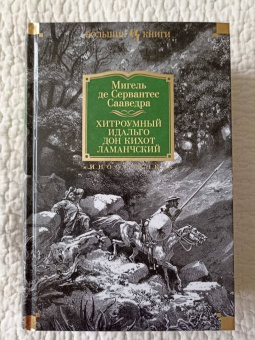 БОЛЬШИЕ КНИГИ
Мигель
де Сервантес
Сааведра
ХИТРОУМНЫЙ
ИДАЛЬГО
ДОН КИХОТ
ЛАМАНЧСКИЙ